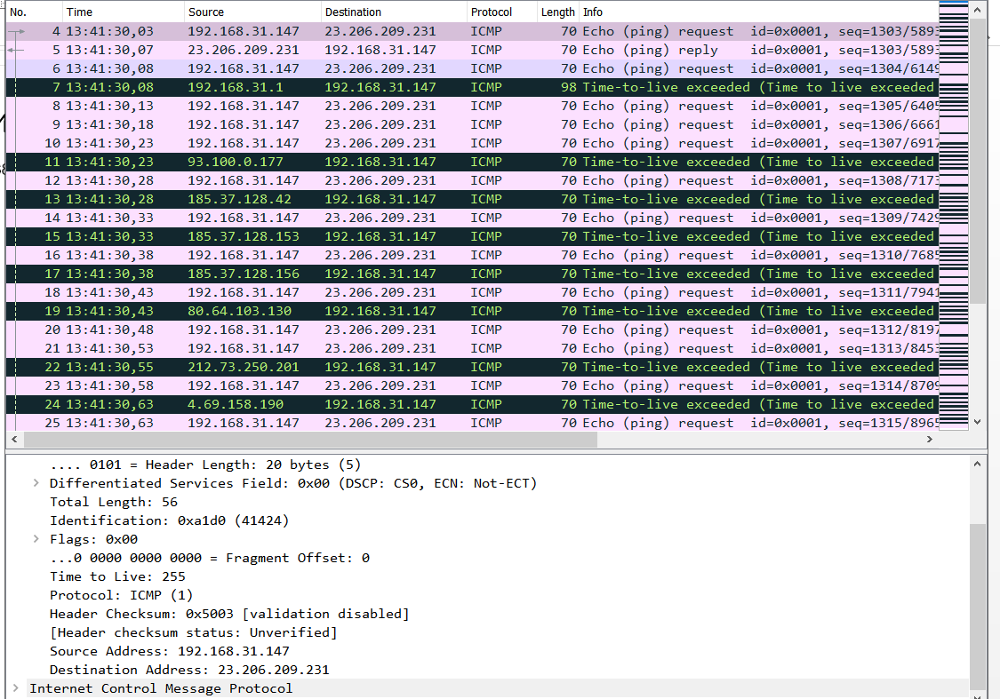 No. Time Source Destination Protocol Length Info
4 13:41:30,03 192.168.31.147 23.206.209.231 ICMP 70 Echo (ping) request id=0x0001, seq=1303/5893
5 13:41:30,07 23.206.209.231 192.168.31.147 ICMP 70 Echo (ping) reply id=0x0001, seq=1303/5893
6 13:41:30,08 192.168.31.147 23.206.209.231 ICMP 70 Echo (ping) request id=0x0001, seq=1304/6149
7 13:41:30,08 192.168.31.1 192.168.31.147 ICMP 98 Time-to-live exceeded (Time to live exceeded
8 13:41:30,13 192.168.31.147 23.206.209.231 ICMP 70 Echo (ping) request id=0x0001, seq=1305/6405
9 13:41:30,18 192.168.31.147 23.206.209.231 ICMP 70 Echo (ping) request id=0x0001, seq=1306/6661
10 13:41:30,23 192.168.31.147 23.206.209.231 ICMP 70 Echo (ping) request id=0x0001, seq=1307/6917
11 13:41:30,23 93.100.0.177 192.168.31.147 ICMP 70 Time-to-live exceeded (Time to live exceeded
12 13:41:30,28 192.168.31.147 23.206.209.231 ICMP 70 Echo (ping) request id=0x0001, seq=1308/7173
13 13:41:30,28 185.37.128.42 192.168.31.147 ICMP 70 Time-to-live exceeded (Time to live exceeded
14 13:41:30,33 192.168.31.147 23.206.209.231 ICMP 70 Echo (ping) request id=0x0001, seq=1309/7429
15 13:41:30,33 185.37.128.153 192.168.31.147 ICMP 70 Time-to-live exceeded (Time to live exceeded
16 13:41:30,38 192.168.31.147 23.206.209.231 ICMP 70 Echo (ping) request id=0x0001, seq=1310/7685
17 13:41:30,38 185.37.128.156 192.168.31.147 ICMP 70 Time-to-live exceeded (Time to live exceeded
18 13:41:30,43 192.168.31.147 23.206.209.231 ICMP 70 Echo (ping) request id=0x0001, seq=1311/7941
19 13:41:30,43 80.64.103.130 192.168.31.147 ICMP 70 Time-to-live exceeded (Time to live exceeded
20 13:41:30,48 192.168.31.147 23.206.209.231 ICMP 70 Echo (ping) request id=0x0001, seq=1312/8197
21 13:41:30,53 192.168.31.147 23.206.209.231 ICMP 70 Echo (ping) request id=0x0001, seq=1313/8453
22 13:41:30,55 212.73.250.201 192.168.31.147 ICMP 70 Time-to-live exceeded (Time to live exceeded
23 13:41:30,58 192.168.31.147 23.206.209.231 ICMP 70 Echo (ping) request id=0x0001, seq=1314/8709
24 13:41:30,63 4.69.158.190 192.168.31.147 ICMP 70 Time-to-live exceeded (Time to live exceeded
25 13:41:30,63 192.168.31.147 23.206.209.231 ICMP 70 Echo (ping) request id=0x0001, seq=1315/8965
.... 0101 = Header Length: 20 bytes (5)
Differentiated Services Field: 0x00 (DSCP: CS0, ECN: Not-ECT)
Total Length: 56
Identification: 0xa1d0 (41424)
Flags: 0x00
...0 0000 0000 0000 = Fragment Offset: 0
Time to Live: 255
Protocol: ICMP (1)
Header Checksum: 0x5003 [validation disabled]
[Header checksum status: Unverified]
Source Address: 192.168.31.147
Destination Address: 23.206.209.231
Internet Control Message Protocol